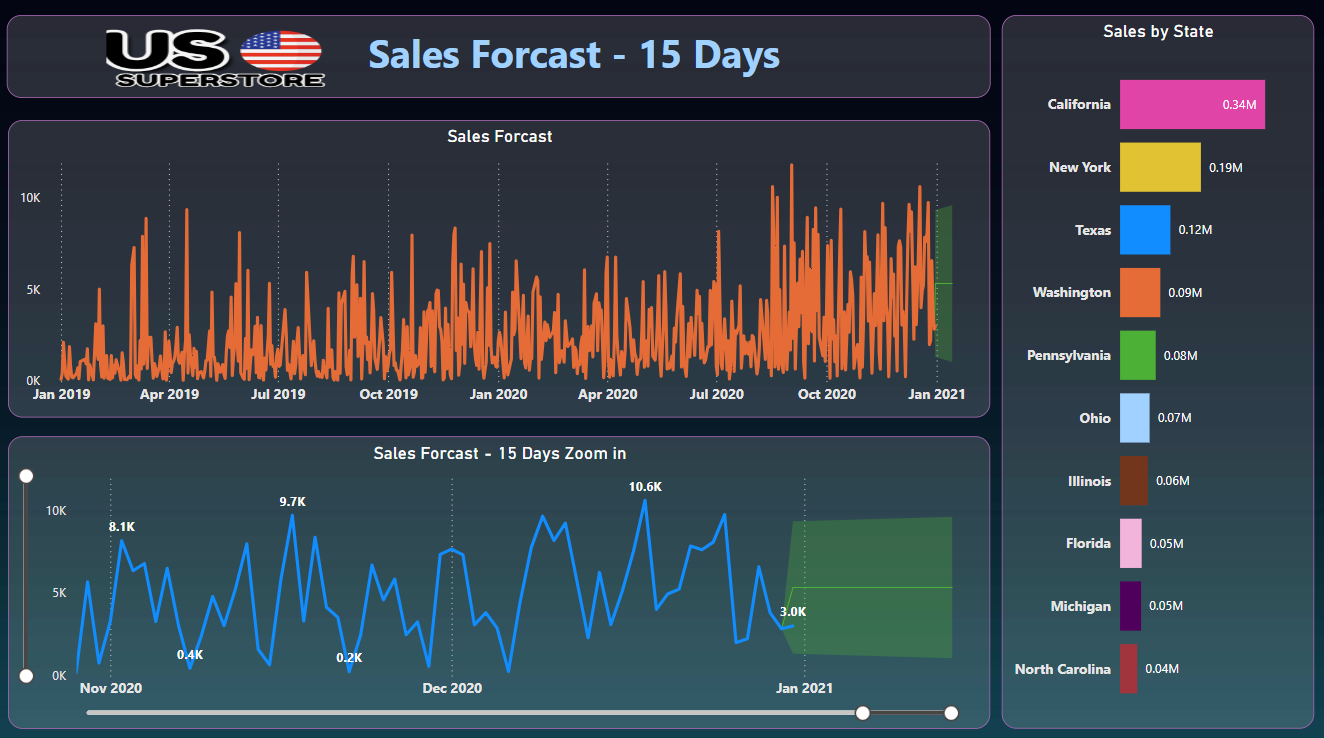 US
SUPERSTORE
Sales Forcast - 15 Days
Sales Forcast
10K
5K
0K
Jan 2019
Apr 2019
Jul 2019
Oct 2019
Jan 2020
Apr 2020
Jul 2020
Oct 2020
Jan 2021
Sales Forcast - 15 Days Zoom in
10K
5K
0K
8.1K
0.4K
9.7K
0.2K
10.6K
3.0K
Nov 2020
Dec 2020
Jan 2021
Sales by State
California 0.34M
New York 0.19M
Texas 0.12M
Washington 0.09M
Pennsylvania 0.08M
Ohio 0.07M
Illinois 0.06M
Florida 0.05M
Michigan 0.05M
North Carolina 0.04M